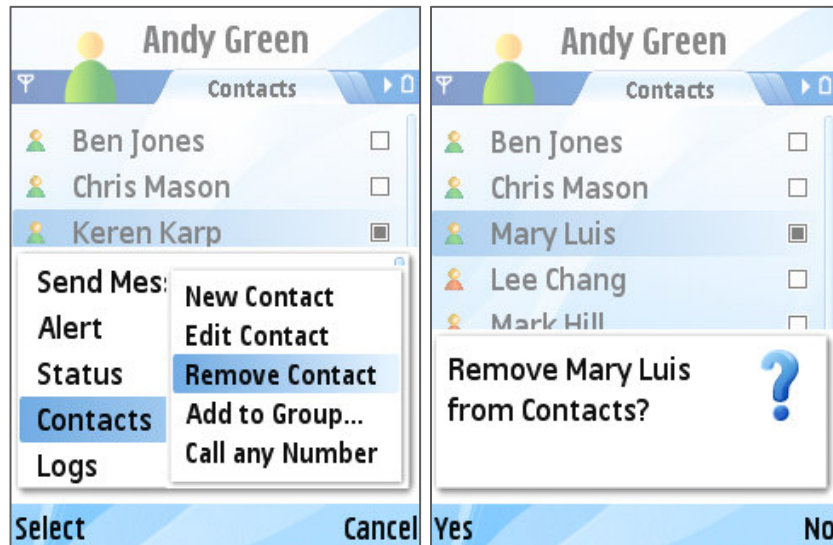 Andy Green
Contacts
Ben Jones
Chris Mason
Keren Karp
Send Mes
Alert
Status
Contacts
Logs
New Contact
Edit Contact
Remove Contact
Add to Group...
Call any Number
Select
Cancel
Andy Green
Contacts
Ben Jones
Chris Mason
Mary Luis
Lee Chang
Mark Hill
Remove Mary Luis
from Contacts?
Yes
No